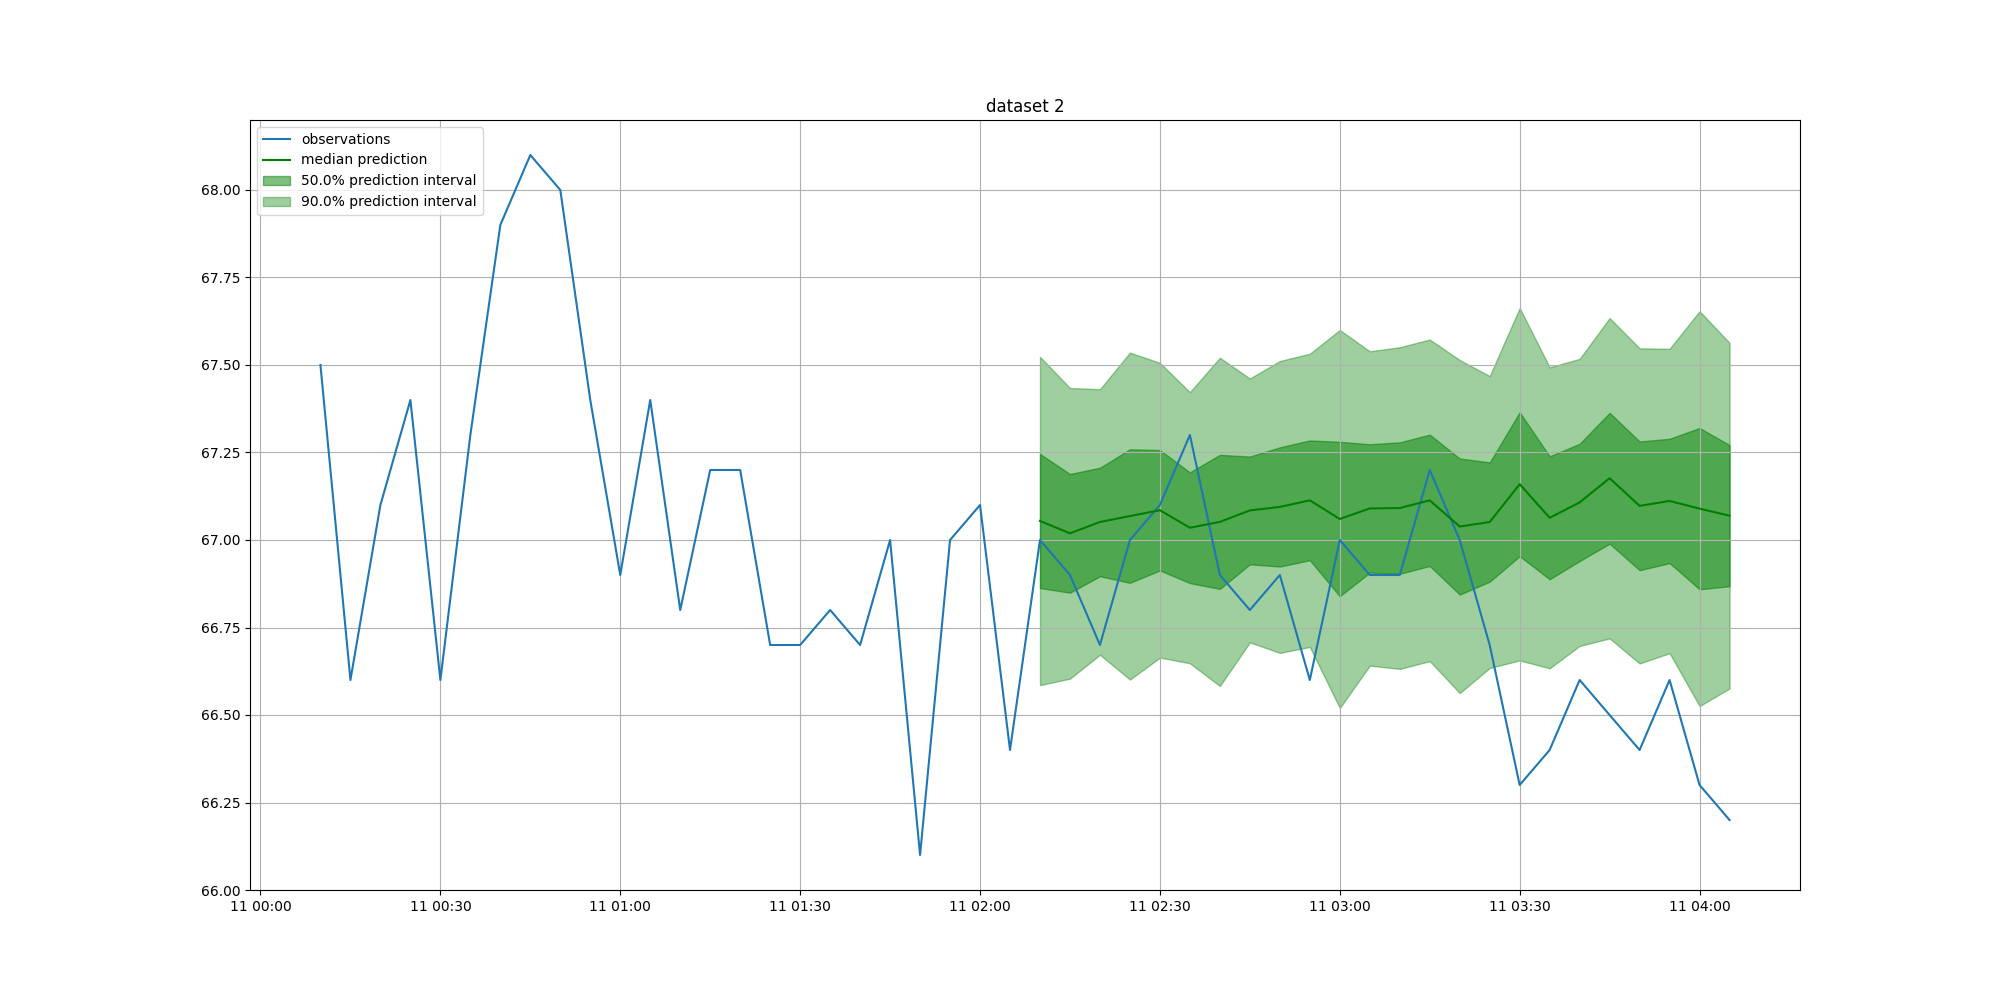 dataset 2
observations
median prediction
50.0% prediction interval
90.0% prediction interval
68.00
67.75
67.50
67.25
67.00
66.75
66.50
66.25
66.00
11 00:00 11 00:30 11 01:00 11 01:30 11 02:00 11 02:30 11 03:00 11 03:30 11 04:00